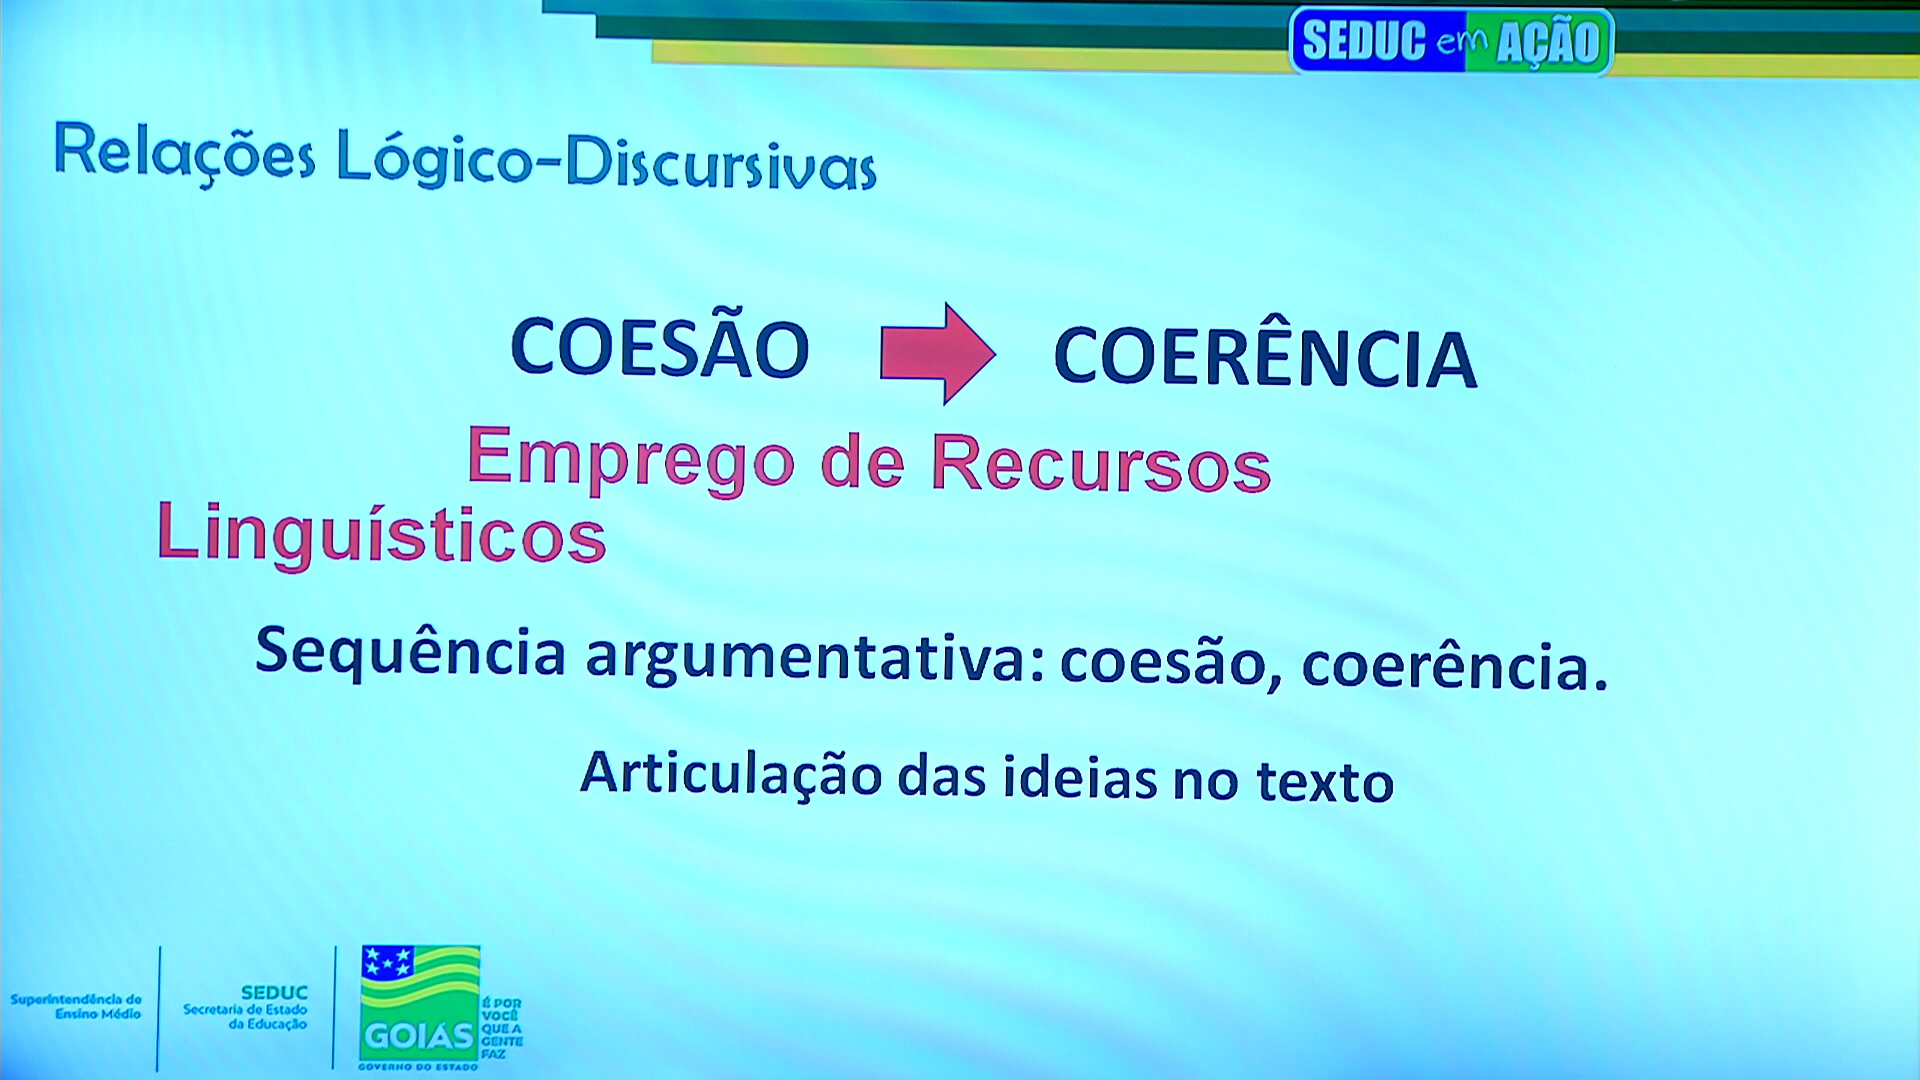 SEDUC em AÇÃO
Relações Lógico-Discursivas
COESÃO COERÊNCIA
Emprego de Recursos
Linguísticos
Sequência argumentativa: coesão, coerência.
Articulação das ideias no texto
Superintendência de
Ensino Médio
SEDUC
Secretaria de Estado
da Educação
GOIÁS
GOVERNO DO ESTADO
É POR
VOCÊ
QUE A
GENTE
FAZ